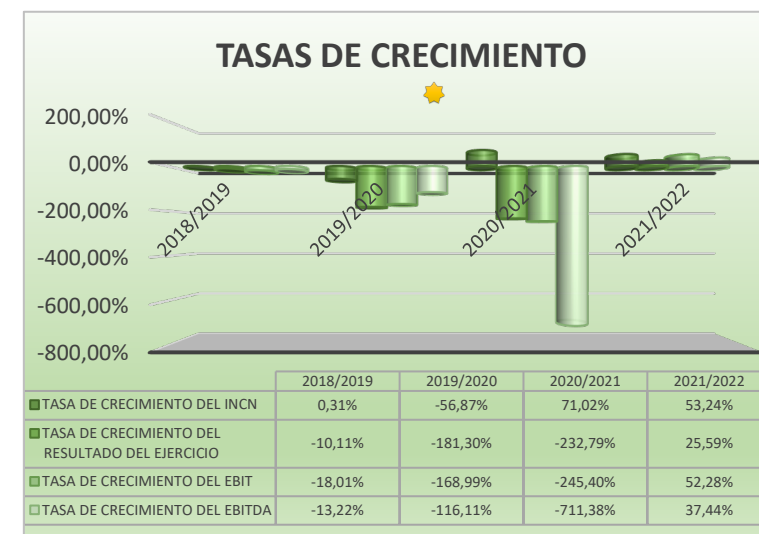 TASAS DE CRECIMIENTO
200,00%
0,00%
-200,00%
-400,00%
-600,00%
-800,00%
2018/2019
2019/2020
2020/2021
2021/2022
2018/2019 2019/2020 2020/2021 2021/2022
TASA DE CRECIMIENTO DEL INCN 0,31% -56,87% 71,02% 53,24%
TASA DE CRECIMIENTO DEL
RESULTADO DEL EJERCICIO -10,11% -181,30% -232,79% 25,59%
TASA DE CRECIMIENTO DEL EBIT -18,01% -168,99% -245,40% 52,28%
TASA DE CRECIMIENTO DEL EBITDA -13,22% -116,11% -711,38% 37,44%